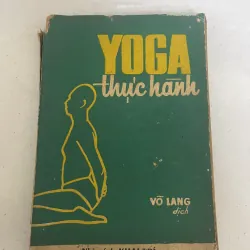 YOGA
thực hành
VÕ LANG
dịch